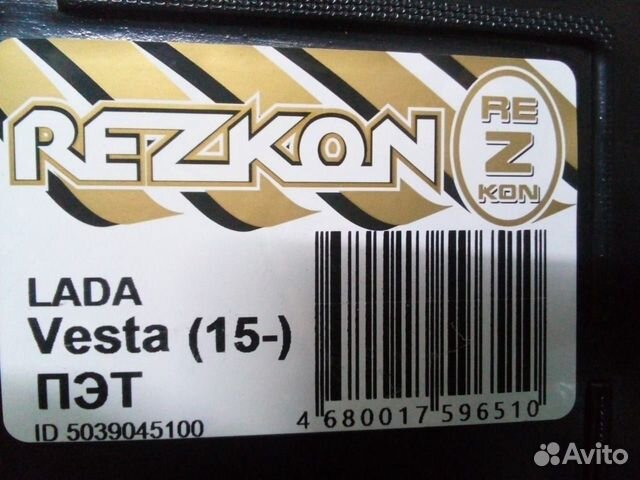 REZKON
RE
Z
KON
LADA
Vesta (15-)
ПЭТ
ID 5039045100
4 680017 596510
Avito